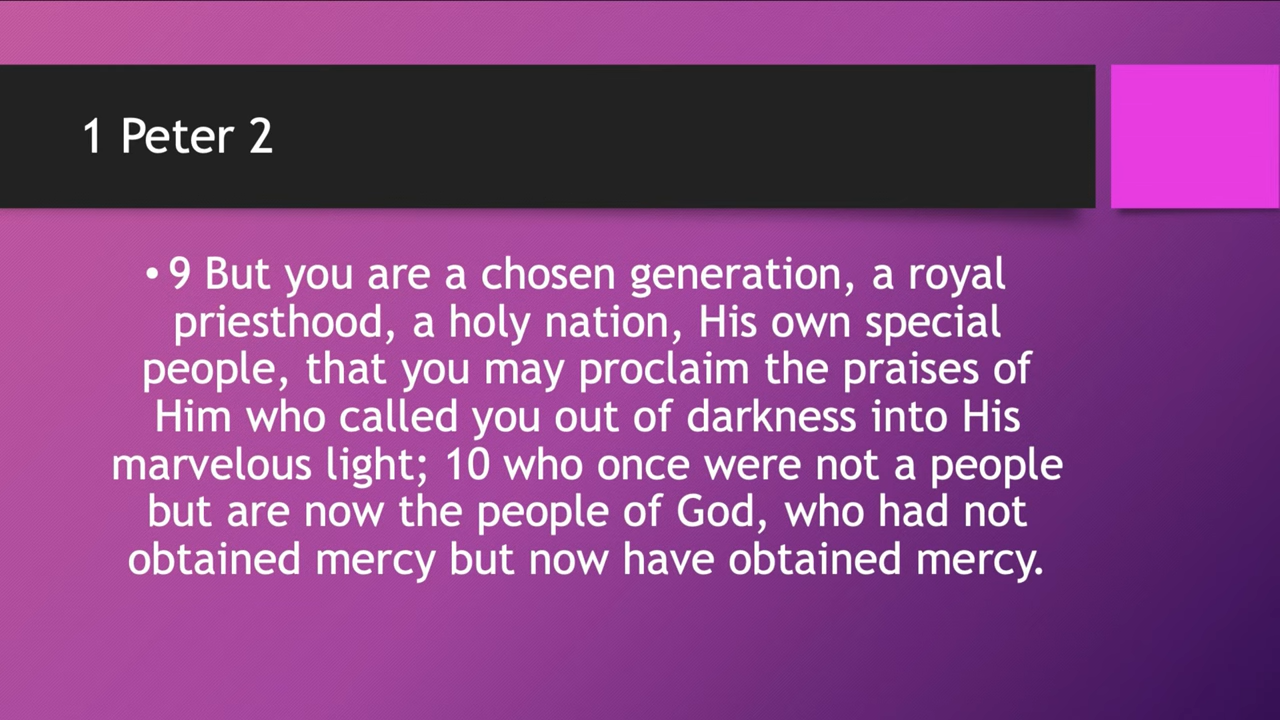 1 Peter 2
• 9 But you are a chosen generation, a royal
priesthood, a holy nation, His own special
people, that you may proclaim the praises of
Him who called you out of darkness into His
marvelous light; 10 who once were not a people
but are now the people of God, who had not
obtained mercy but now have obtained mercy.